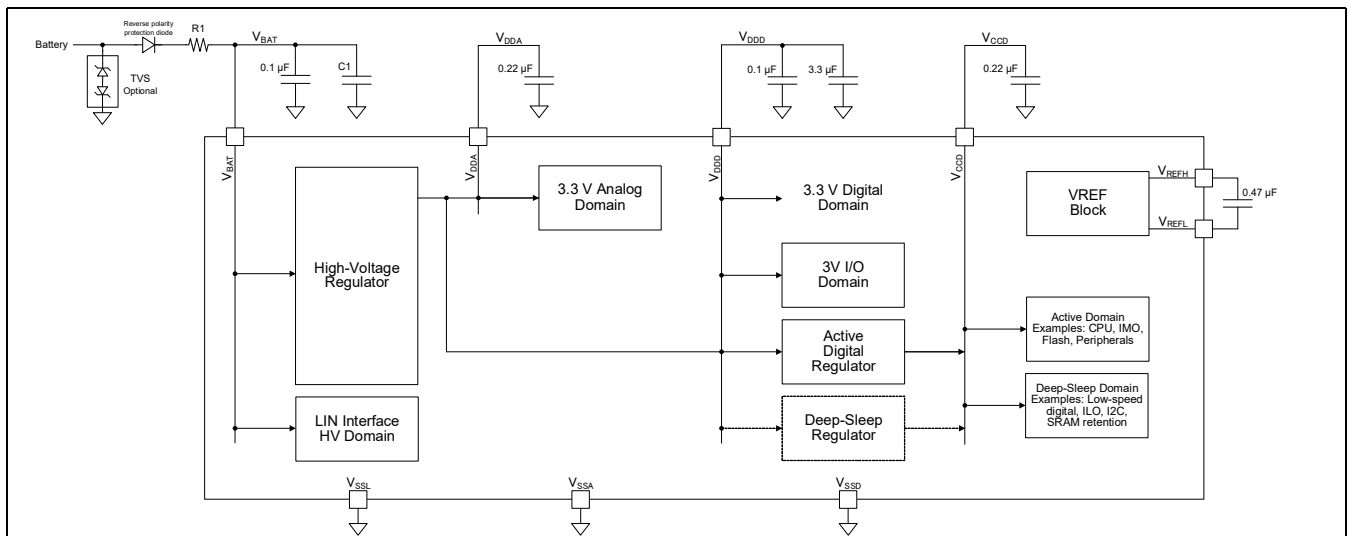 Reverse polarity
protection diode
R1
Battery
VBAT
VDDA
VDDD
VCCD
TVS
Optional
0.1 µF
C1
0.22 µF
0.1 µF
3.3 µF
0.22 µF
VBAT
VDDA
VDDD
VCCD
High-Voltage
Regulator
3.3 V Analog
Domain
3.3 V Digital
Domain
VREF
Block
VREFH
VREFL
0.47 µF
3V I/O
Domain
Active
Digital
Regulator
Active Domain
Examples: CPU, IMO,
Flash, Peripherals
LIN Interface
HV Domain
Deep-Sleep
Regulator
Deep-Sleep Domain
Examples: Low-speed
digital, ILO, I2C,
SRAM retention
VSSL
VSSA
VSSD